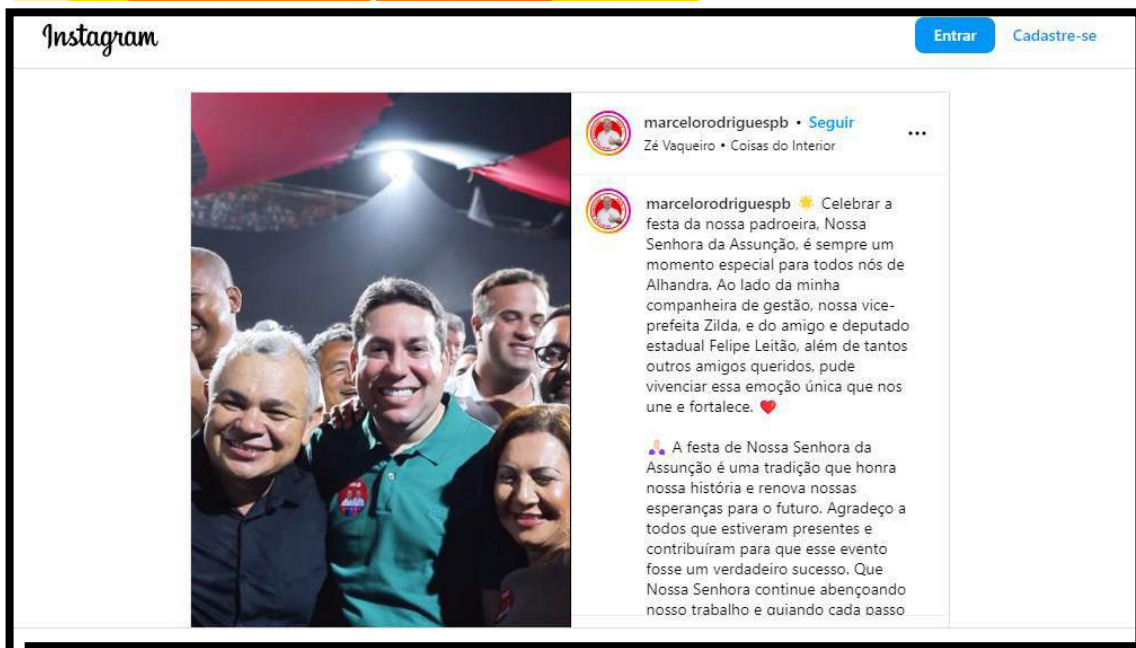 Instagram
Entrar
Cadastre-se
marcelorodriguespb • Seguir
Zé Vaqueiro • Coisas do Interior
marcelorodriguespb 🌟 Celebrar a
festa da nossa padroeira, Nossa
Senhora da Assunção, é sempre um
momento especial para todos nós de
Alhandra. Ao lado da minha
companheira de gestão, nossa vice-
prefeita Zilda, e do amigo e deputado
estadual Felipe Leitão, além de tantos
outros amigos queridos, pude
vivenciar essa emoção única que nos
une e fortalece. ❤️
🙏🏻 A festa de Nossa Senhora da
Assunção é uma tradição que honra
nossa história e renova nossas
esperanças para o futuro. Agradeço a
todos que estiveram presentes e
contribuíram para que esse evento
fosse um verdadeiro sucesso. Que
Nossa Senhora continue abençoando
nosso trabalho e guiando cada passo